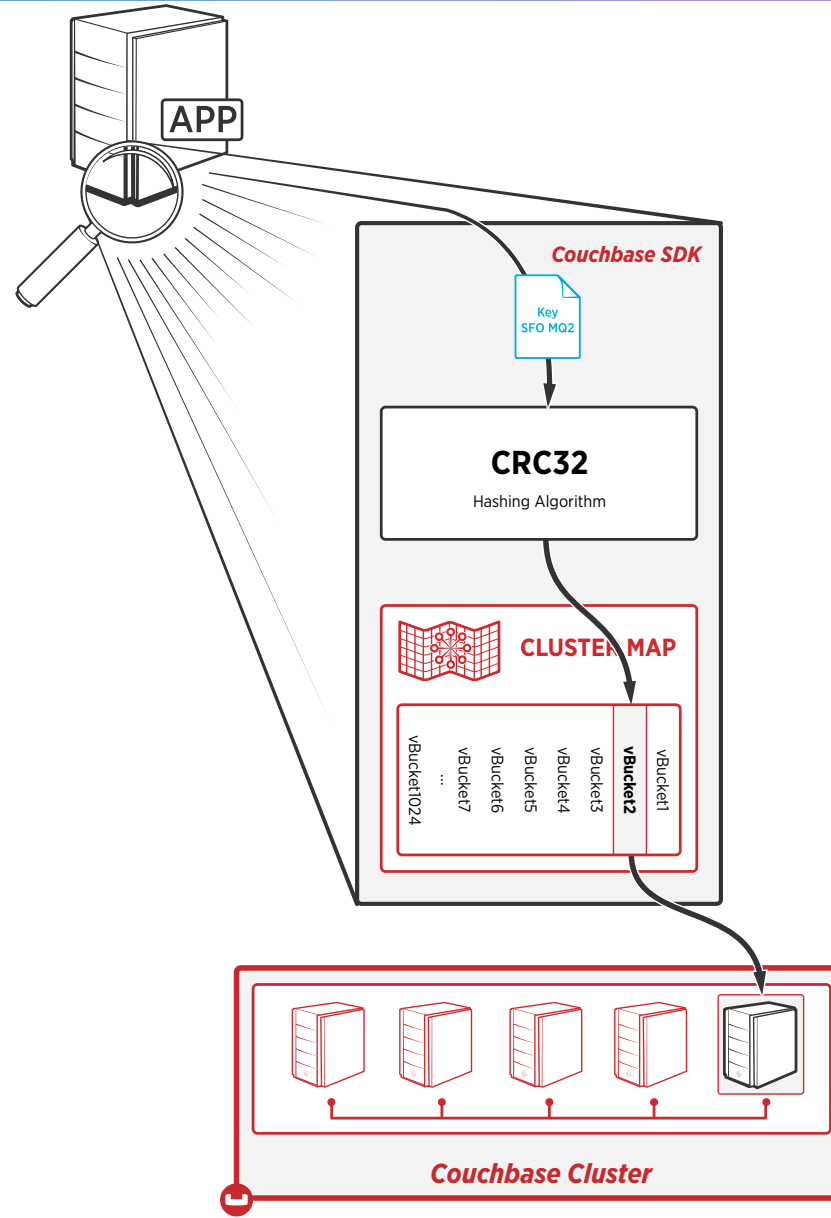 APP
Couchbase SDK
Key
SFO MQ2
CRC32
Hashing Algorithm
CLUSTER MAP
vBucket1024
...
vBucket7
vBucket6
vBucket5
vBucket4
vBucket3
vBucket2
vBucket1
Couchbase Cluster